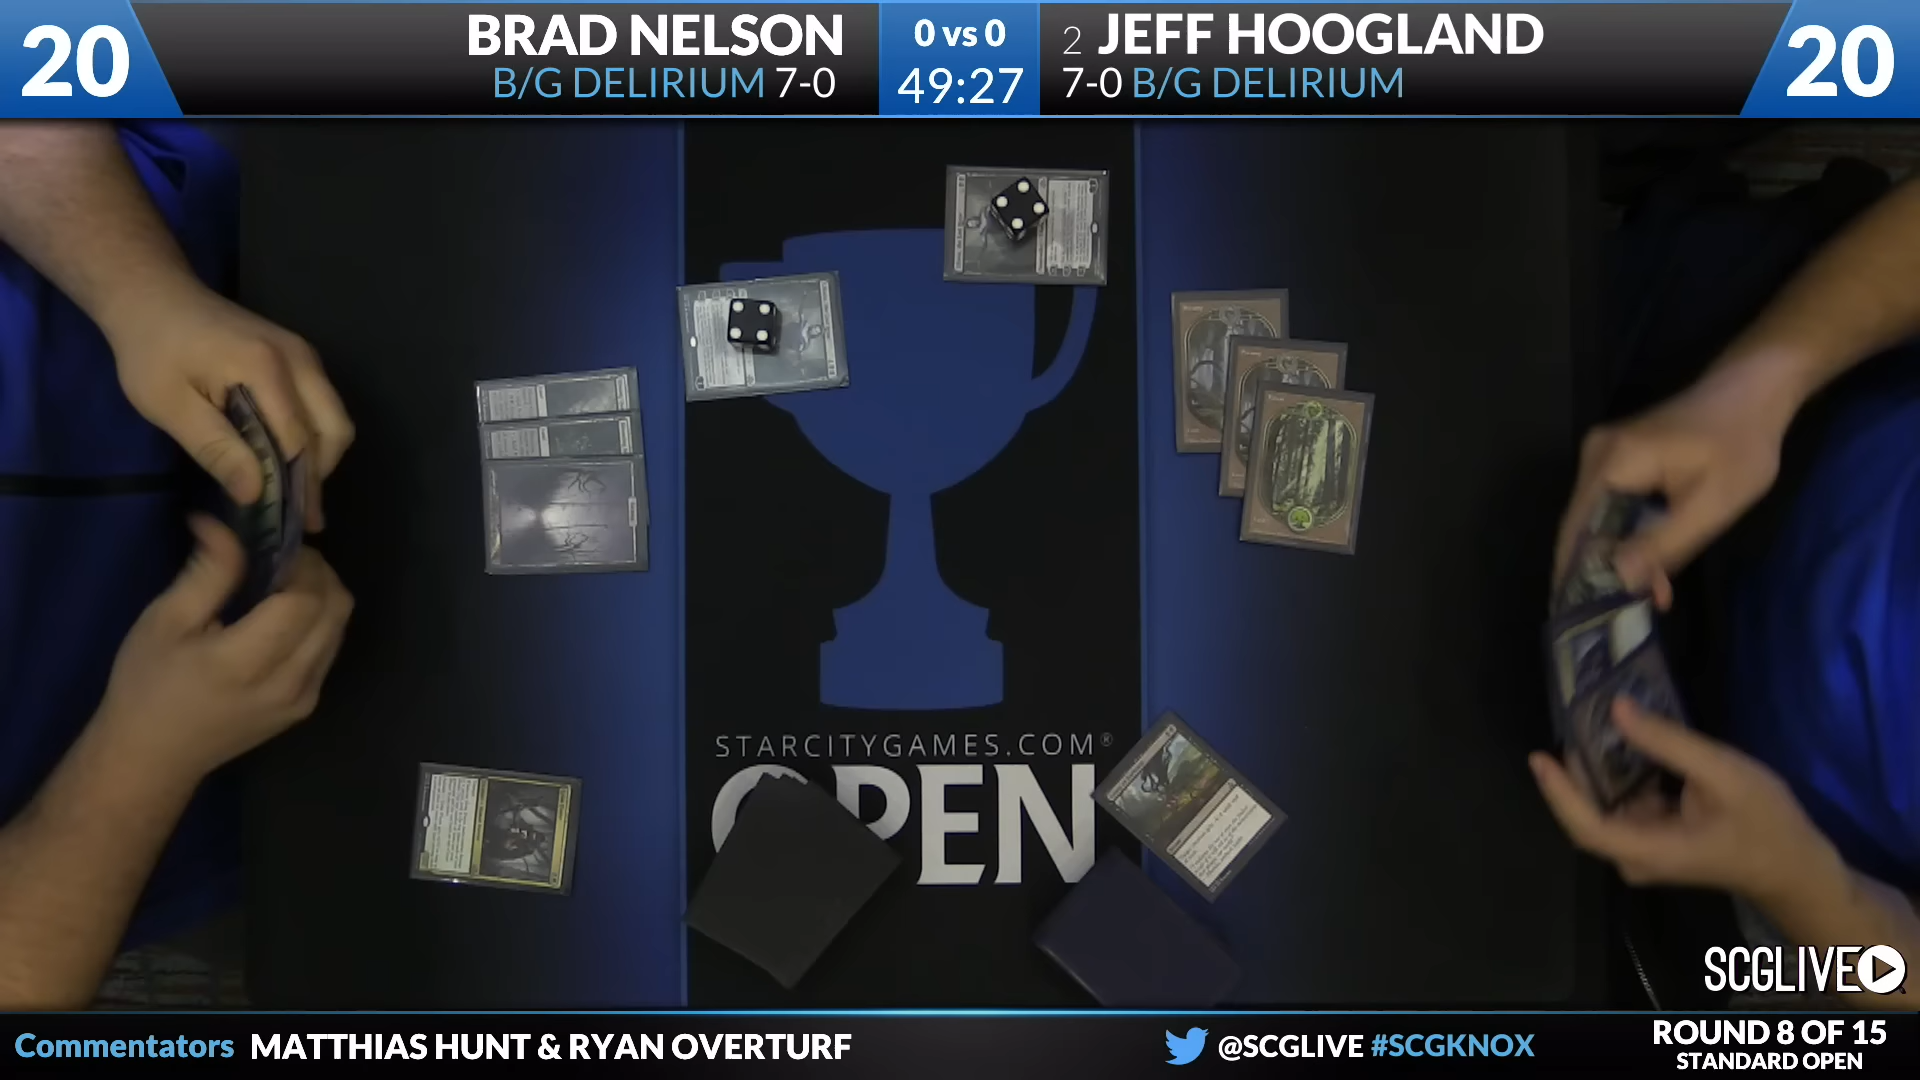 20
BRAD NELSON
B/G DELIRIUM 7-0
0 vs 0
49:27
2 JEFF HOOGLAND
7-0 B/G DELIRIUM
20
STARCITYGAMES.COM®
OPEN
SCGLIVE
Commentators MATTHIAS HUNT & RYAN OVERTURF
@SCGLIVE #SCGKNOX
ROUND 8 OF 15
STANDARD OPEN